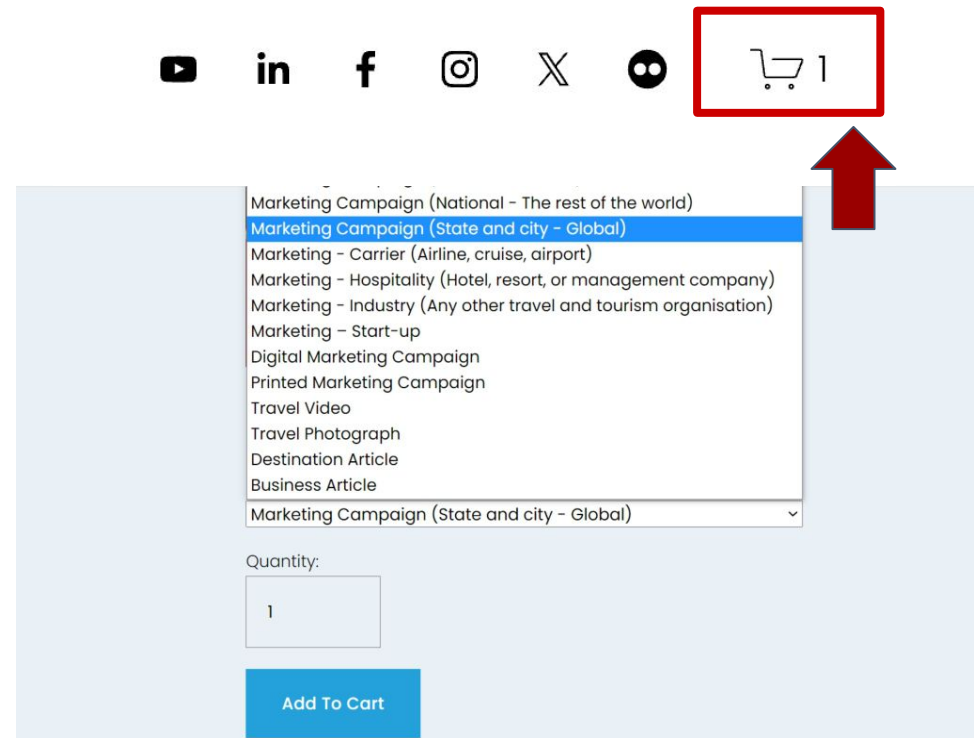 1
Marketing Campaign (National - The rest of the world)
Marketing Campaign (State and city - Global)
Marketing - Carrier (Airline, cruise, airport)
Marketing - Hospitality (Hotel, resort, or management company)
Marketing - Industry (Any other travel and tourism organisation)
Marketing – Start-up
Digital Marketing Campaign
Printed Marketing Campaign
Travel Video
Travel Photograph
Destination Article
Business Article
Marketing Campaign (State and city - Global)
Quantity:
1
Add To Cart